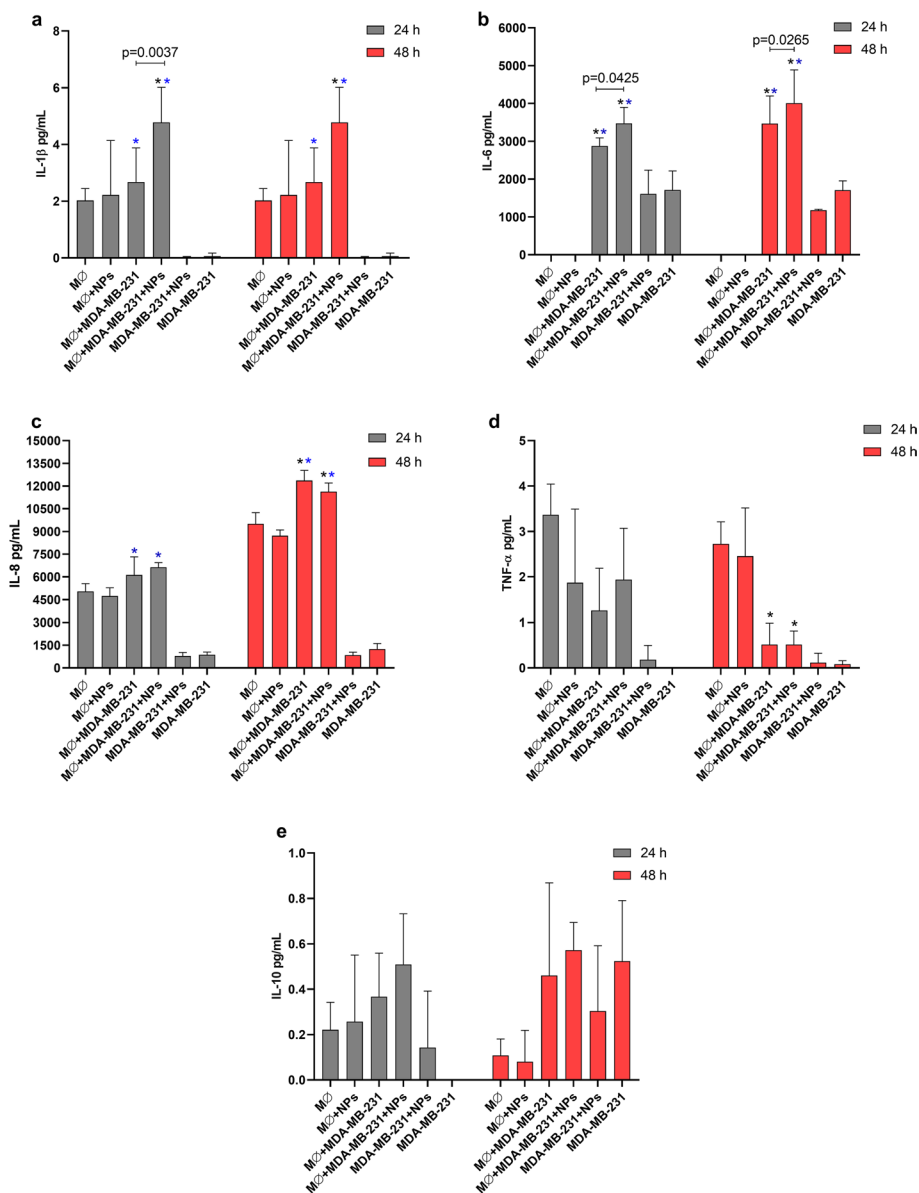 a
24 h
48 h
p=0.0037
**
**
*
*
8
6
4
2
0
IL-1β pg/mL
MØ
MØ+NPs
MØ+MDA-MB-231
MØ+MDA-MB-231+NPs
MDA-MB-231+NPs
MDA-MB-231
MØ
MØ+NPs
MØ+MDA-MB-231
MØ+MDA-MB-231+NPs
MDA-MB-231+NPs
MDA-MB-231
b
24 h
48 h
p=0.0265
p=0.0425
**
**
**
**
6000
5000
4000
3000
2000
1000
0
IL-6 pg/mL
MØ
MØ+NPs
MØ+MDA-MB-231
MØ+MDA-MB-231+NPs
MDA-MB-231+NPs
MDA-MB-231
MØ
MØ+NPs
MØ+MDA-MB-231
MØ+MDA-MB-231+NPs
MDA-MB-231+NPs
MDA-MB-231
c
24 h
48 h
**
**
*
*
15000
13500
12000
10500
9000
7500
6000
4500
3000
1500
0
IL-8 pg/mL
MØ
MØ+NPs
MØ+MDA-MB-231
MØ+MDA-MB-231+NPs
MDA-MB-231+NPs
MDA-MB-231
MØ
MØ+NPs
MØ+MDA-MB-231
MØ+MDA-MB-231+NPs
MDA-MB-231+NPs
MDA-MB-231
d
24 h
48 h
*
*
5
4
3
2
1
0
TNF-α pg/mL
MØ
MØ+NPs
MØ+MDA-MB-231
MØ+MDA-MB-231+NPs
MDA-MB-231+NPs
MDA-MB-231
MØ
MØ+NPs
MØ+MDA-MB-231
MØ+MDA-MB-231+NPs
MDA-MB-231+NPs
MDA-MB-231
e
24 h
48 h
1.0
0.8
0.6
0.4
0.2
0.0
IL-10 pg/mL
MØ
MØ+NPs
MØ+MDA-MB-231
MØ+MDA-MB-231+NPs
MDA-MB-231+NPs
MDA-MB-231
MØ
MØ+NPs
MØ+MDA-MB-231
MØ+MDA-MB-231+NPs
MDA-MB-231+NPs
MDA-MB-231